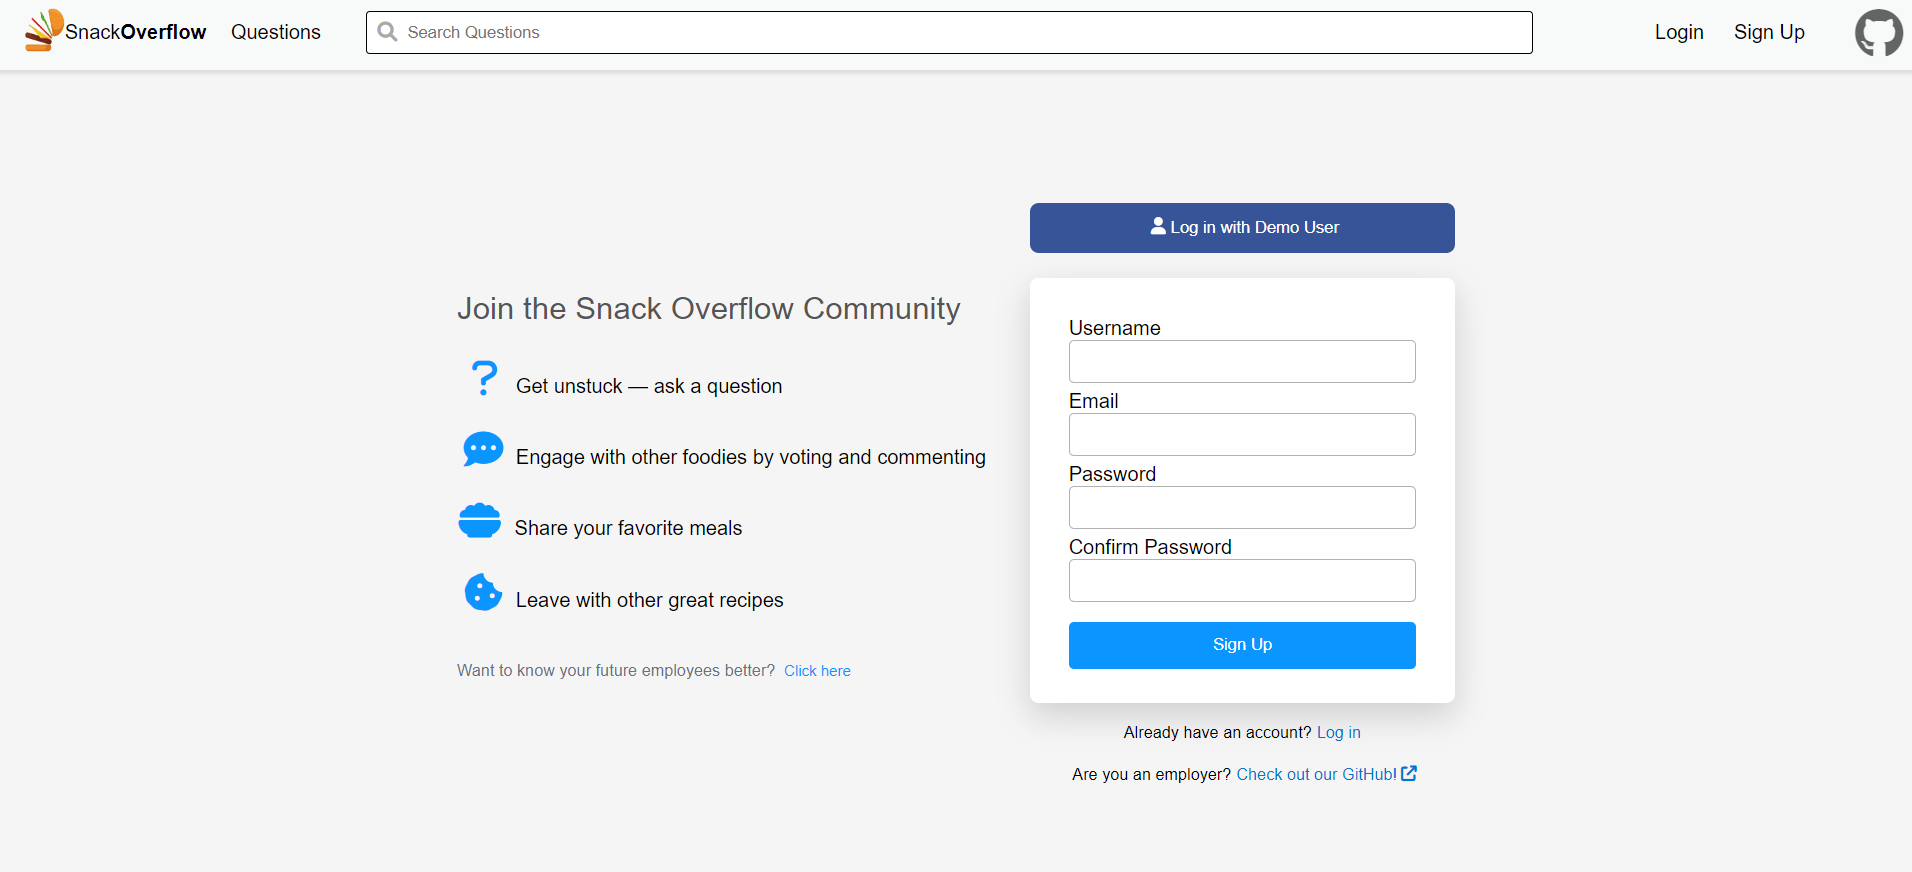 SnackOverflow Questions Search Questions Login Sign Up
Log in with Demo User
Join the Snack Overflow Community
Get unstuck — ask a question
Engage with other foodies by voting and commenting
Share your favorite meals
Leave with other great recipes
Want to know your future employees better? Click here
Username
Email
Password
Confirm Password
Sign Up
Already have an account? Log in
Are you an employer? Check out our GitHub!